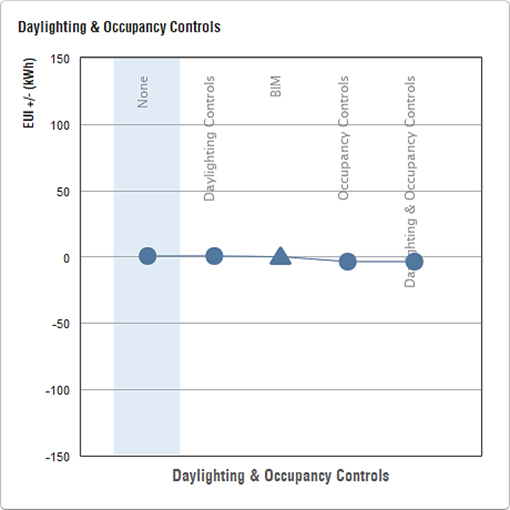 Daylighting & Occupancy Controls
EUI +/- (kWh)
150
100
50
0
-50
-100
-150
None
Daylighting Controls
BIM
Occupancy Controls
Daylighting & Occupancy Controls
Daylighting & Occupancy Controls